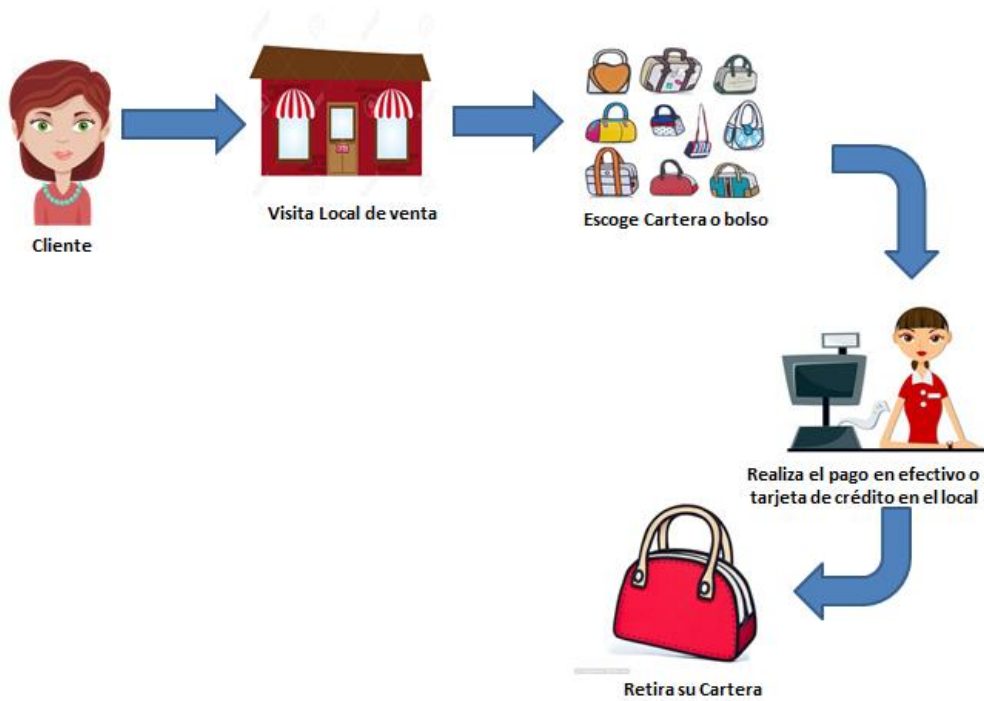 Cliente
Visita Local de venta
Escoge Cartera o bolso
Realiza el pago en efectivo o
tarjeta de crédito en el local
Retira su Cartera